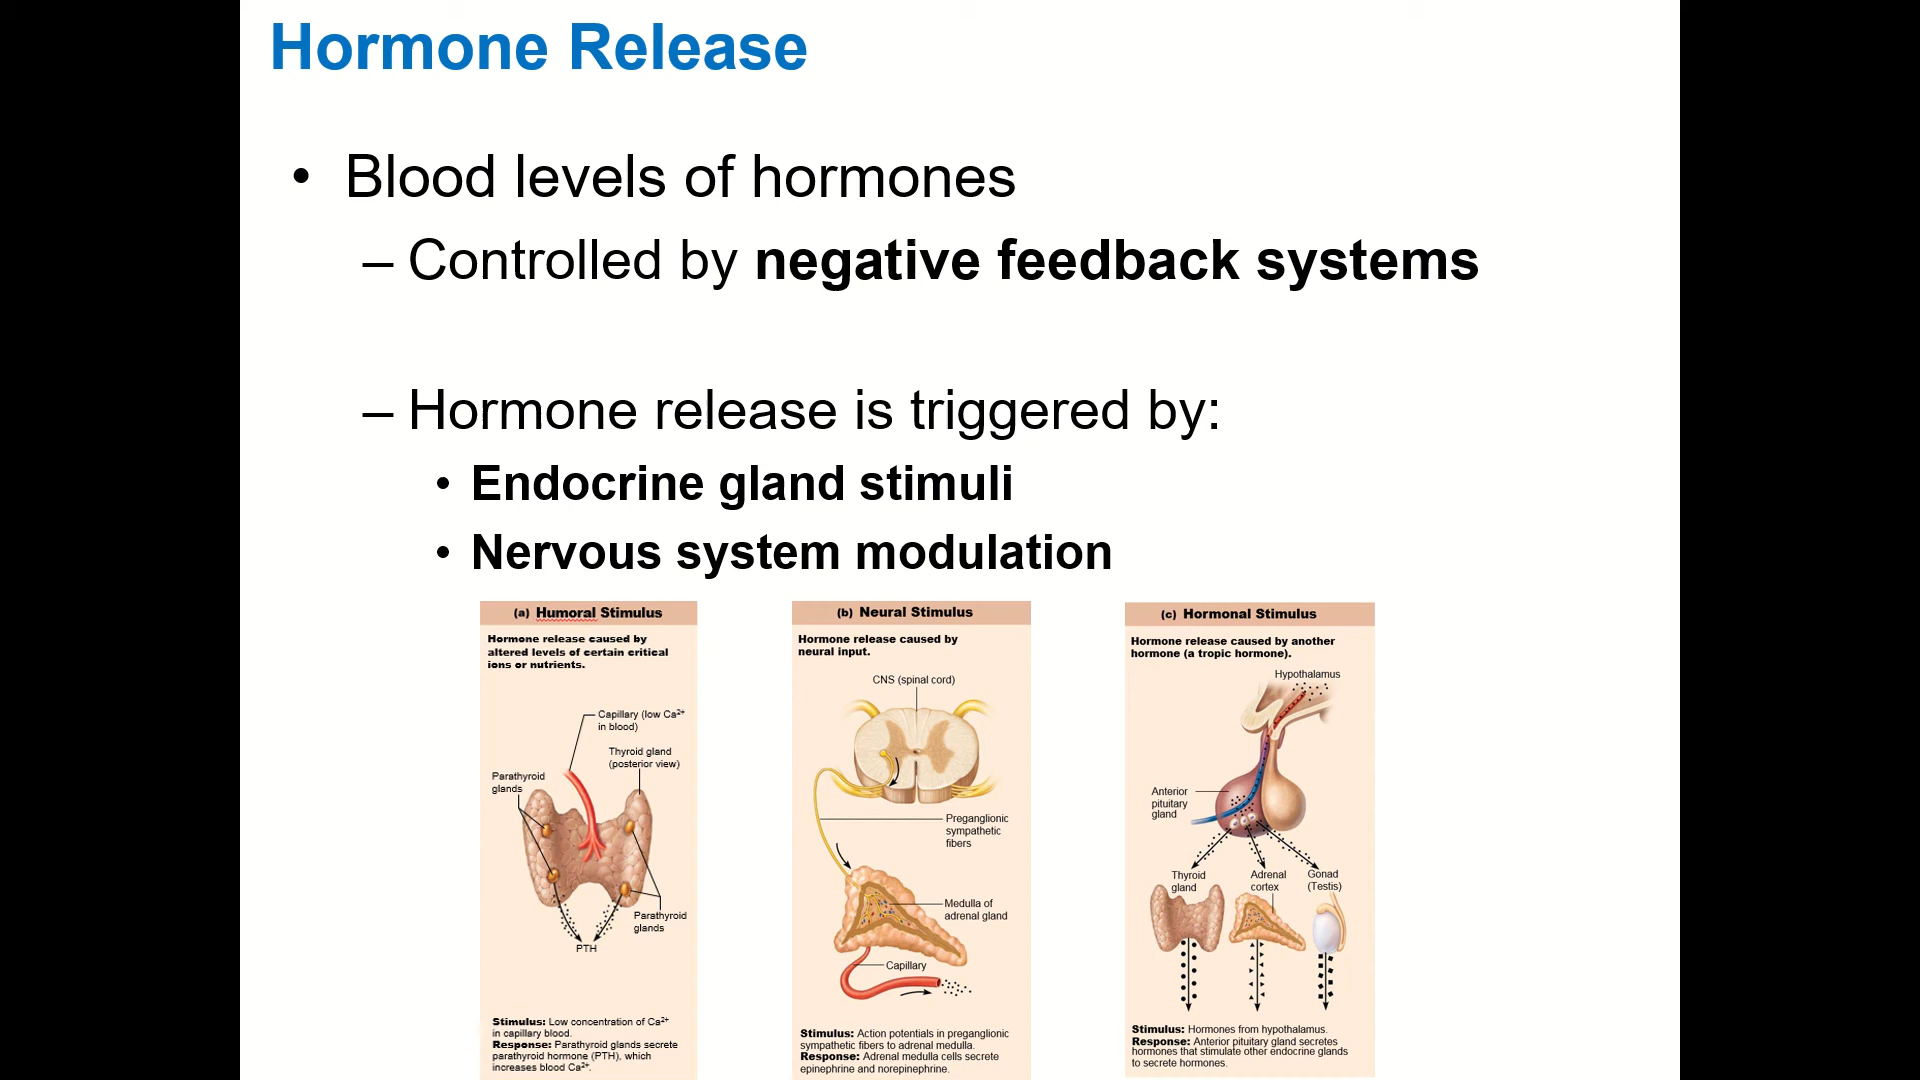 Hormone Release
• Blood levels of hormones
– Controlled by negative feedback systems
– Hormone release is triggered by:
• Endocrine gland stimuli
• Nervous system modulation
(a) Humoral Stimulus
Hormone release caused by
altered levels of certain critical
ions or nutrients.
Capillary (low Ca²⁺
in blood)
Thyroid gland
(posterior view)
Parathyroid
glands
Parathyroid
glands
PTH
Stimulus: Low concentration of Ca²⁺
in capillary blood.
Response: Parathyroid glands secrete
parathyroid hormone (PTH), which
increases blood Ca²⁺.
(b) Neural Stimulus
Hormone release caused by
neural input.
CNS (spinal cord)
Preganglionic
sympathetic
fibers
Medulla of
adrenal gland
Capillary
Stimulus: Action potentials in preganglionic
sympathetic fibers to adrenal medulla.
Response: Adrenal medulla cells secrete
epinephrine and norepinephrine.
(c) Hormonal Stimulus
Hormone release caused by another
hormone (a tropic hormone).
Hypothalamus
Anterior
pituitary
gland
Thyroid
gland
Adrenal
cortex
Gonad
(Testis)
Stimulus: Hormones from hypothalamus.
Response: Anterior pituitary gland secretes
hormones that stimulate other endocrine glands
to secrete hormones.